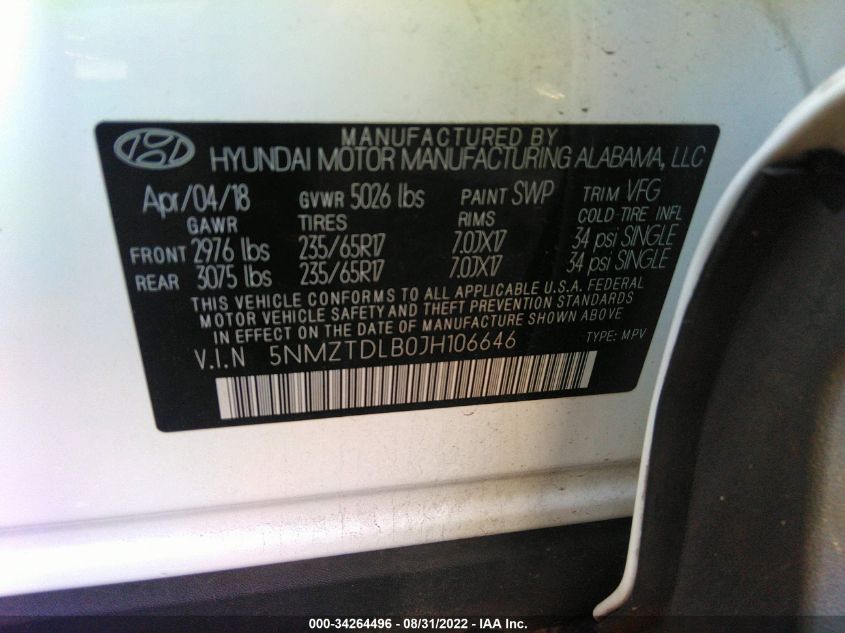 MANUFACTURED BY
HYUNDAI MOTOR MANUFACTURING ALABAMA, LLC
Apr/04/18 GVWR 5026 lbs PAINT SWP TRIM VFG
GAWR TIRES RIMS COLD TIRE INFL
FRONT 2976 lbs 235/65R17 7.0JX17 34 psi SINGLE
REAR 3075 lbs 235/65R17 7.0JX17 34 psi SINGLE
THIS VEHICLE CONFORMS TO ALL APPLICABLE U.S.A. FEDERAL
MOTOR VEHICLE SAFETY AND THEFT PREVENTION STANDARDS
IN EFFECT ON THE DATE OF MANUFACTURE SHOWN ABOVE
V.I.N 5NMZTDLB0JH106646 TYPE: MPV
000-34264496 - 08/31/2022 - IAA Inc.